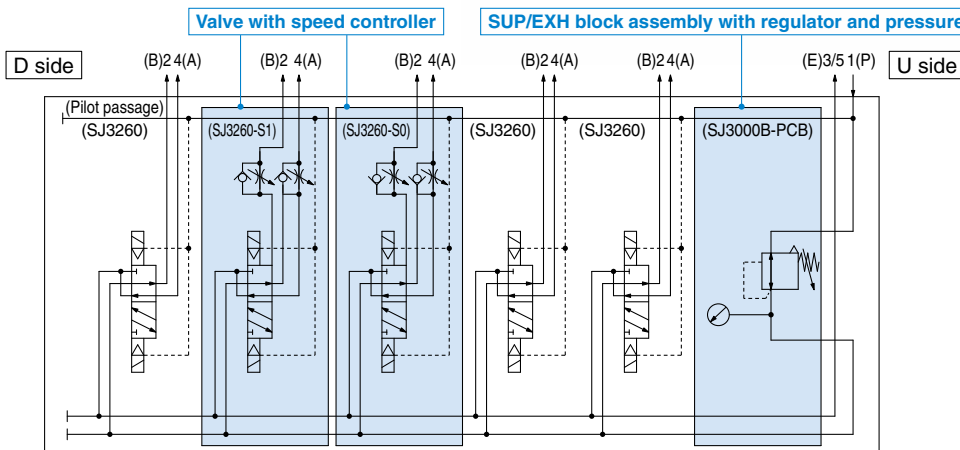 Valve with speed controller
SUP/EXH block assembly with regulator and pressure
D side
(B)2 4(A)
(B)2 4(A)
(B)2 4(A)
(B)2 4(A)
(B)2 4(A)
(E)3/5 1(P)
U side
(Pilot passage)
(SJ3260)
(SJ3260-S1)
(SJ3260-S0)
(SJ3260)
(SJ3260)
(SJ3000B-PCB)